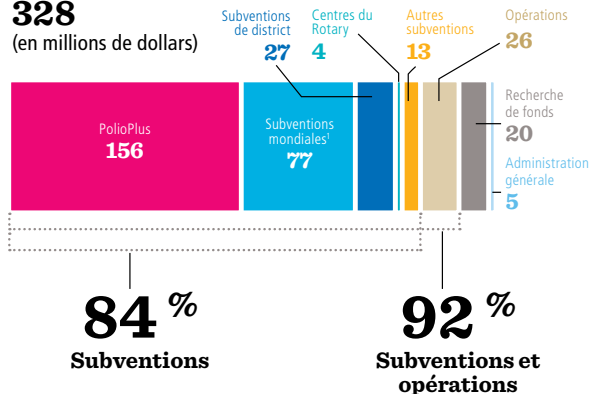 328
(en millions de dollars)
Subventions
de district
27
Centres du
Rotary
4
Autres
subventions
13
Opérations
26
PolioPlus
156
Subventions
mondiales¹
77
Recherche
de fonds
20
Administration
générale
5
84 %
Subventions
92 %
Subventions et
opérations